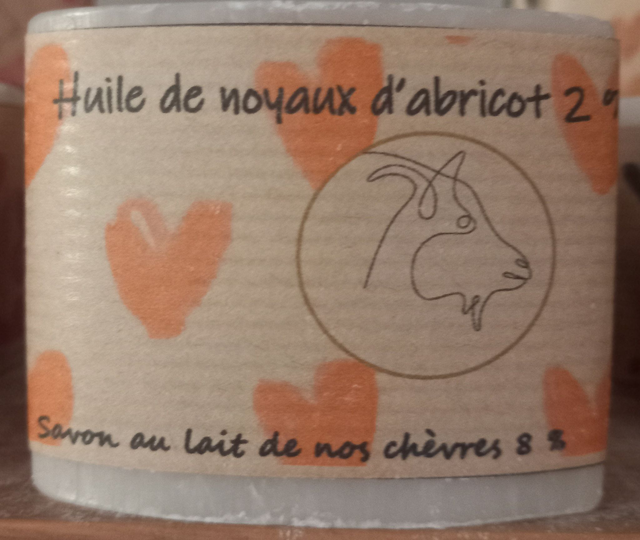 Huile de noyaux d'abricot 2 %
Savon au lait de nos chèvres 8 %